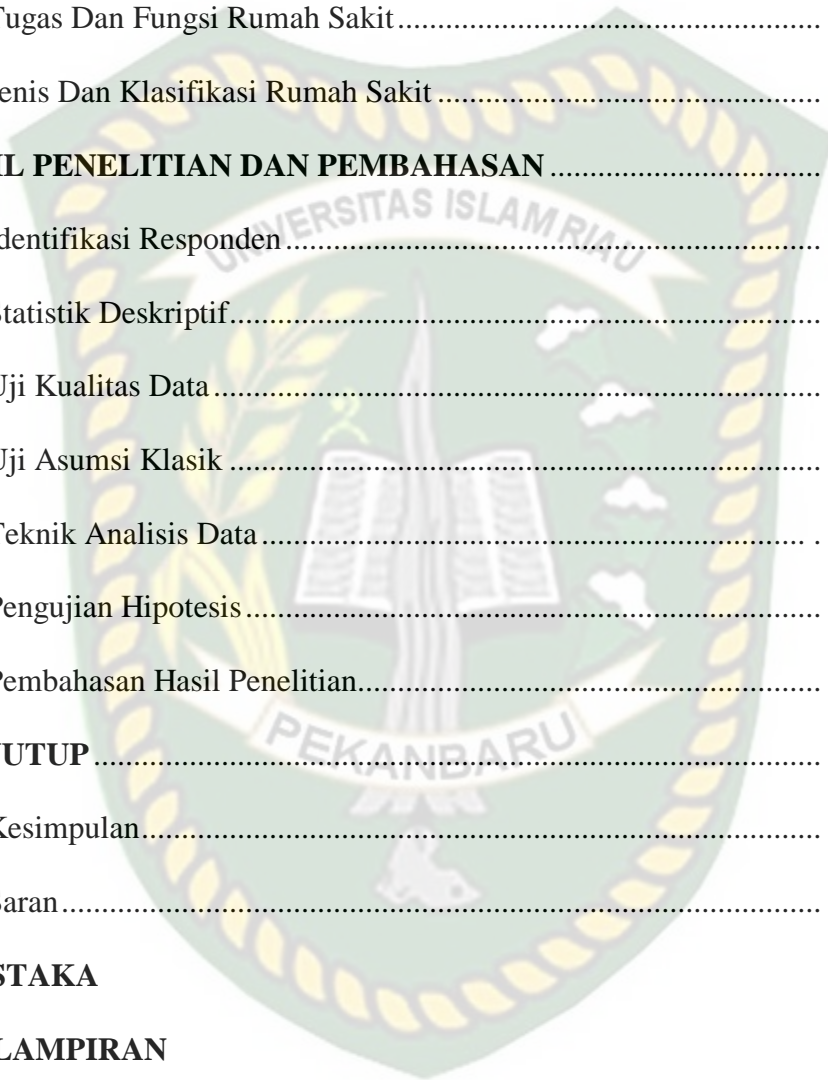 Tugas Dan Fungsi Rumah Sakit
enis Dan Klasifikasi Rumah Sakit
IL PENELITIAN DAN PEMBAHASAN
UNIVERSITAS ISLAM RIAU
dentifikasi Responden
Statistik Deskriptif
Uji Kualitas Data
Uji Asumsi Klasik
Teknik Analisis Data
Pengujian Hipotesis
Pembahasan Hasil Penelitian
UTUP
PEKANBARU
Kesimpulan
Saran
STAKA
LAMPIRAN